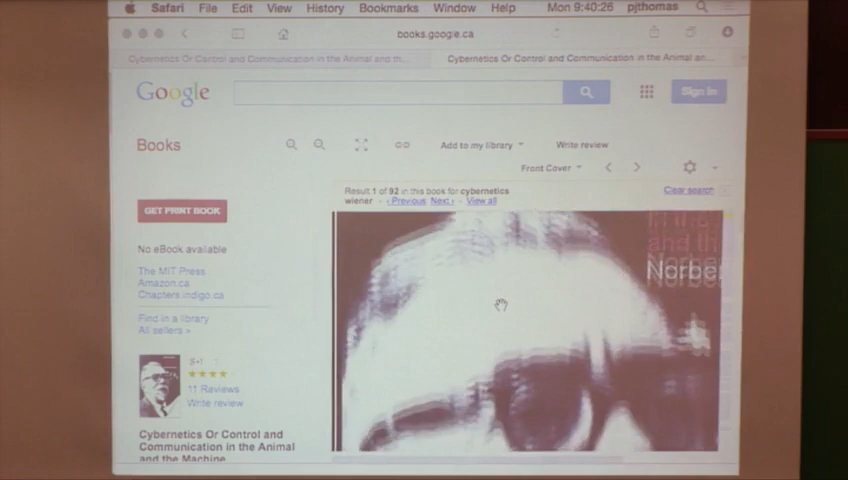 Safari File Edit View History Bookmarks Window Help Mon 9:40:26 pjthomas
books.google.ca
Cybernetics Or Control and Communication in the Animal and th...
Cybernetics Or Control and Communication in the Animal an...
Google
Sign in
Books
Add to my library
Write review
Front Cover
Result 1 of 92 in this book for cybernetics
wiener - ‹ Previous Next › - View all
Clear search
GET PRINT BOOK
No eBook available
The MIT Press
Amazon.ca
Chapters.indigo.ca
Find in a library
All sellers »
11 Reviews
Write review
Cybernetics Or Control and
Communication in the Animal
and the Machine
and th
Norbe